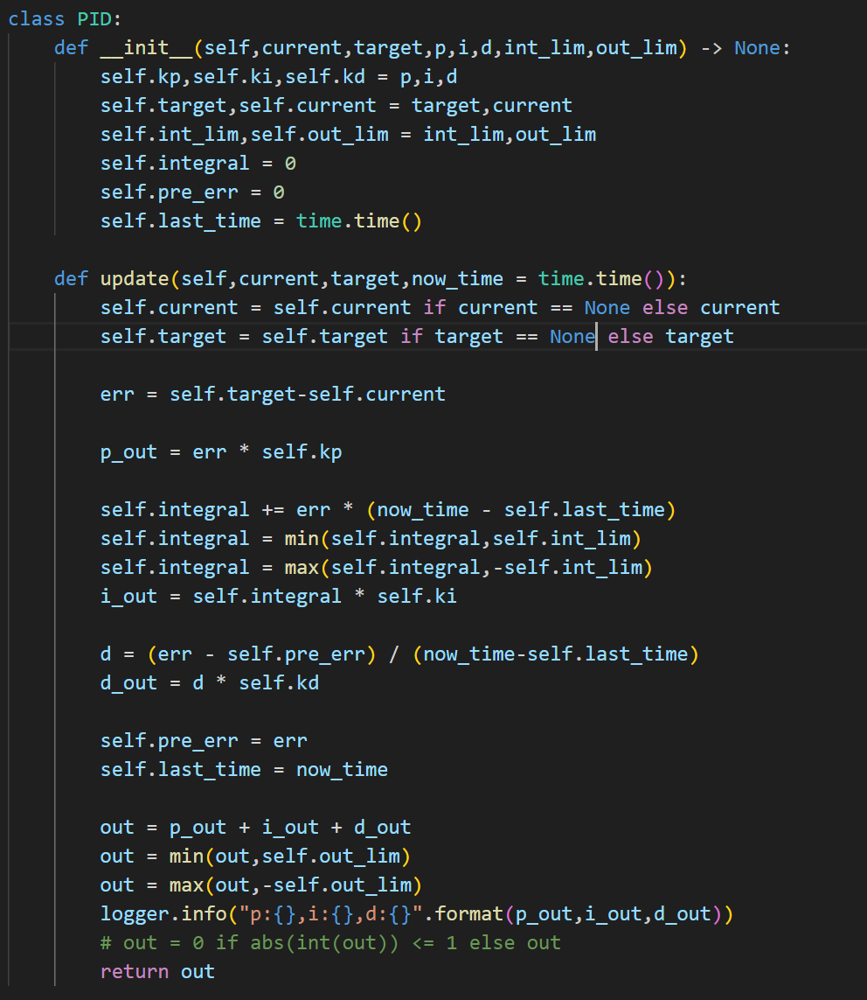 class PID:
    def __init__(self,current,target,p,i,d,int_lim,out_lim) -> None:
        self.kp,self.ki,self.kd = p,i,d
        self.target,self.current = target,current
        self.int_lim,self.out_lim = int_lim,out_lim
        self.integral = 0
        self.pre_err = 0
        self.last_time = time.time()
    def update(self,current,target,now_time = time.time()):
        self.current = self.current if current == None else current
        self.target = self.target if target == None else target
        err = self.target-self.current
        p_out = err * self.kp
        self.integral += err * (now_time - self.last_time)
        self.integral = min(self.integral,self.int_lim)
        self.integral = max(self.integral,-self.int_lim)
        i_out = self.integral * self.ki
        d = (err - self.pre_err) / (now_time-self.last_time)
        d_out = d * self.kd
        self.pre_err = err
        self.last_time = now_time
        out = p_out + i_out + d_out
        out = min(out,self.out_lim)
        out = max(out,-self.out_lim)
        logger.info("p:{},i:{},d:{}".format(p_out,i_out,d_out))
        # out = 0 if abs(int(out)) <= 1 else out
        return out